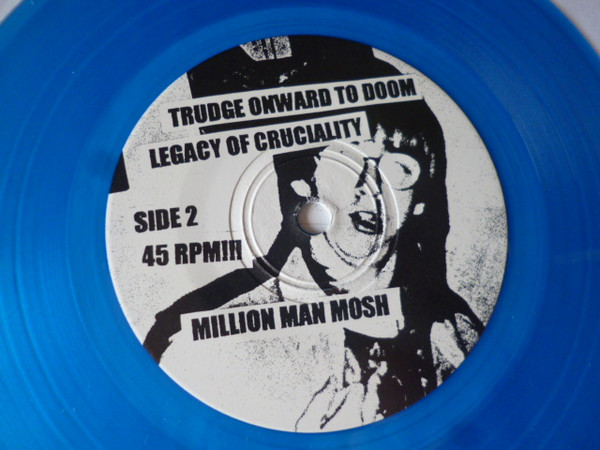 TRUDGE ONWARD TO DOOM
LEGACY OF CRUCIALITY
SIDE 2
45 RPM!!!
MILLION MAN MOSH